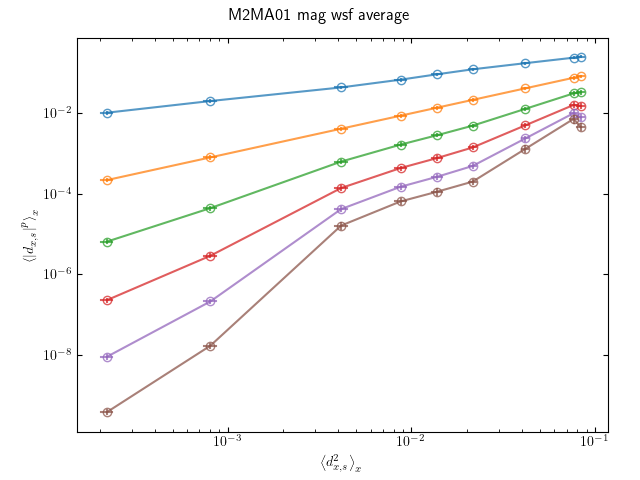 M2MA01 mag wsf average
⟨|d_{x,s}|^p⟩_x
10^{-2}
10^{-4}
10^{-6}
10^{-8}
10^{-3}
10^{-2}
10^{-1}
⟨d^2_{x,s}⟩_x